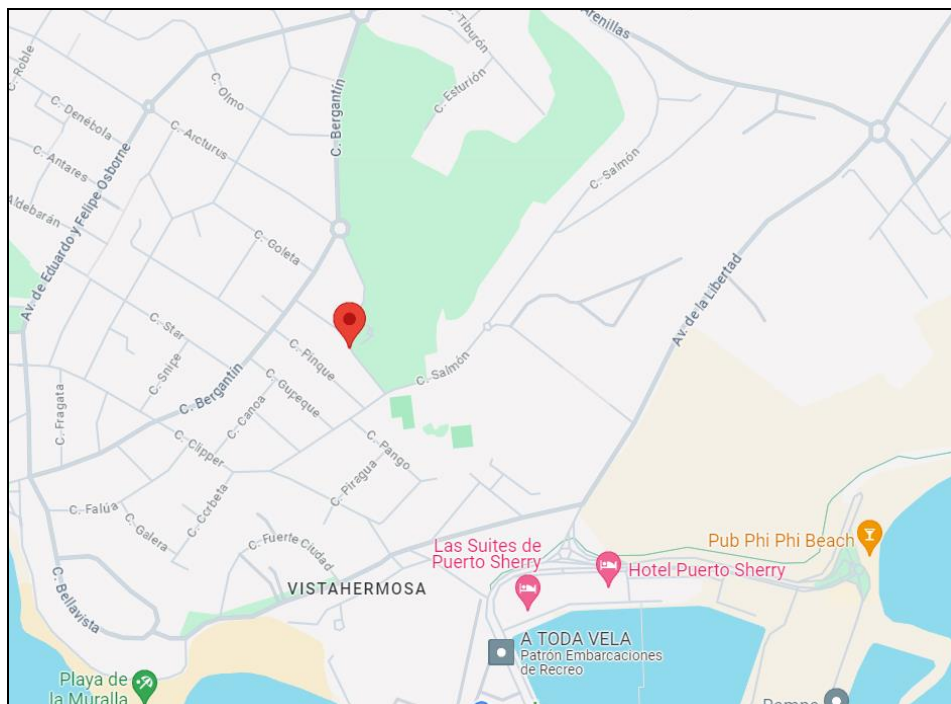 Arenillas
C. Tiburón
C. Roble
C. Olmo
C. Esturión
C. Bergantín
C. Denébola
C. Arcturus
C. Antares
C. Salmón
Aldebarán
Av. de Eduardo y Felipe Osborne
C. Goleta
Av. de la Libertad
C. Star
C. Pinque
C. Snipe
C. Salmón
C. Gupeque
C. Bergantín
C. Canoa
C. Fragata
C. Clipper
C. Pango
C. Piragua
C. Corbeta
C. Falúa
C. Galera
C. Fuerte Ciudad
Las Suites de
Puerto Sherry
Pub Phi Phi Beach
Hotel Puerto Sherry
VISTAHERMOSA
C. Bellavista
A TODA VELA
Patrón Embarcaciones
de Recreo
Playa de
la Muralla